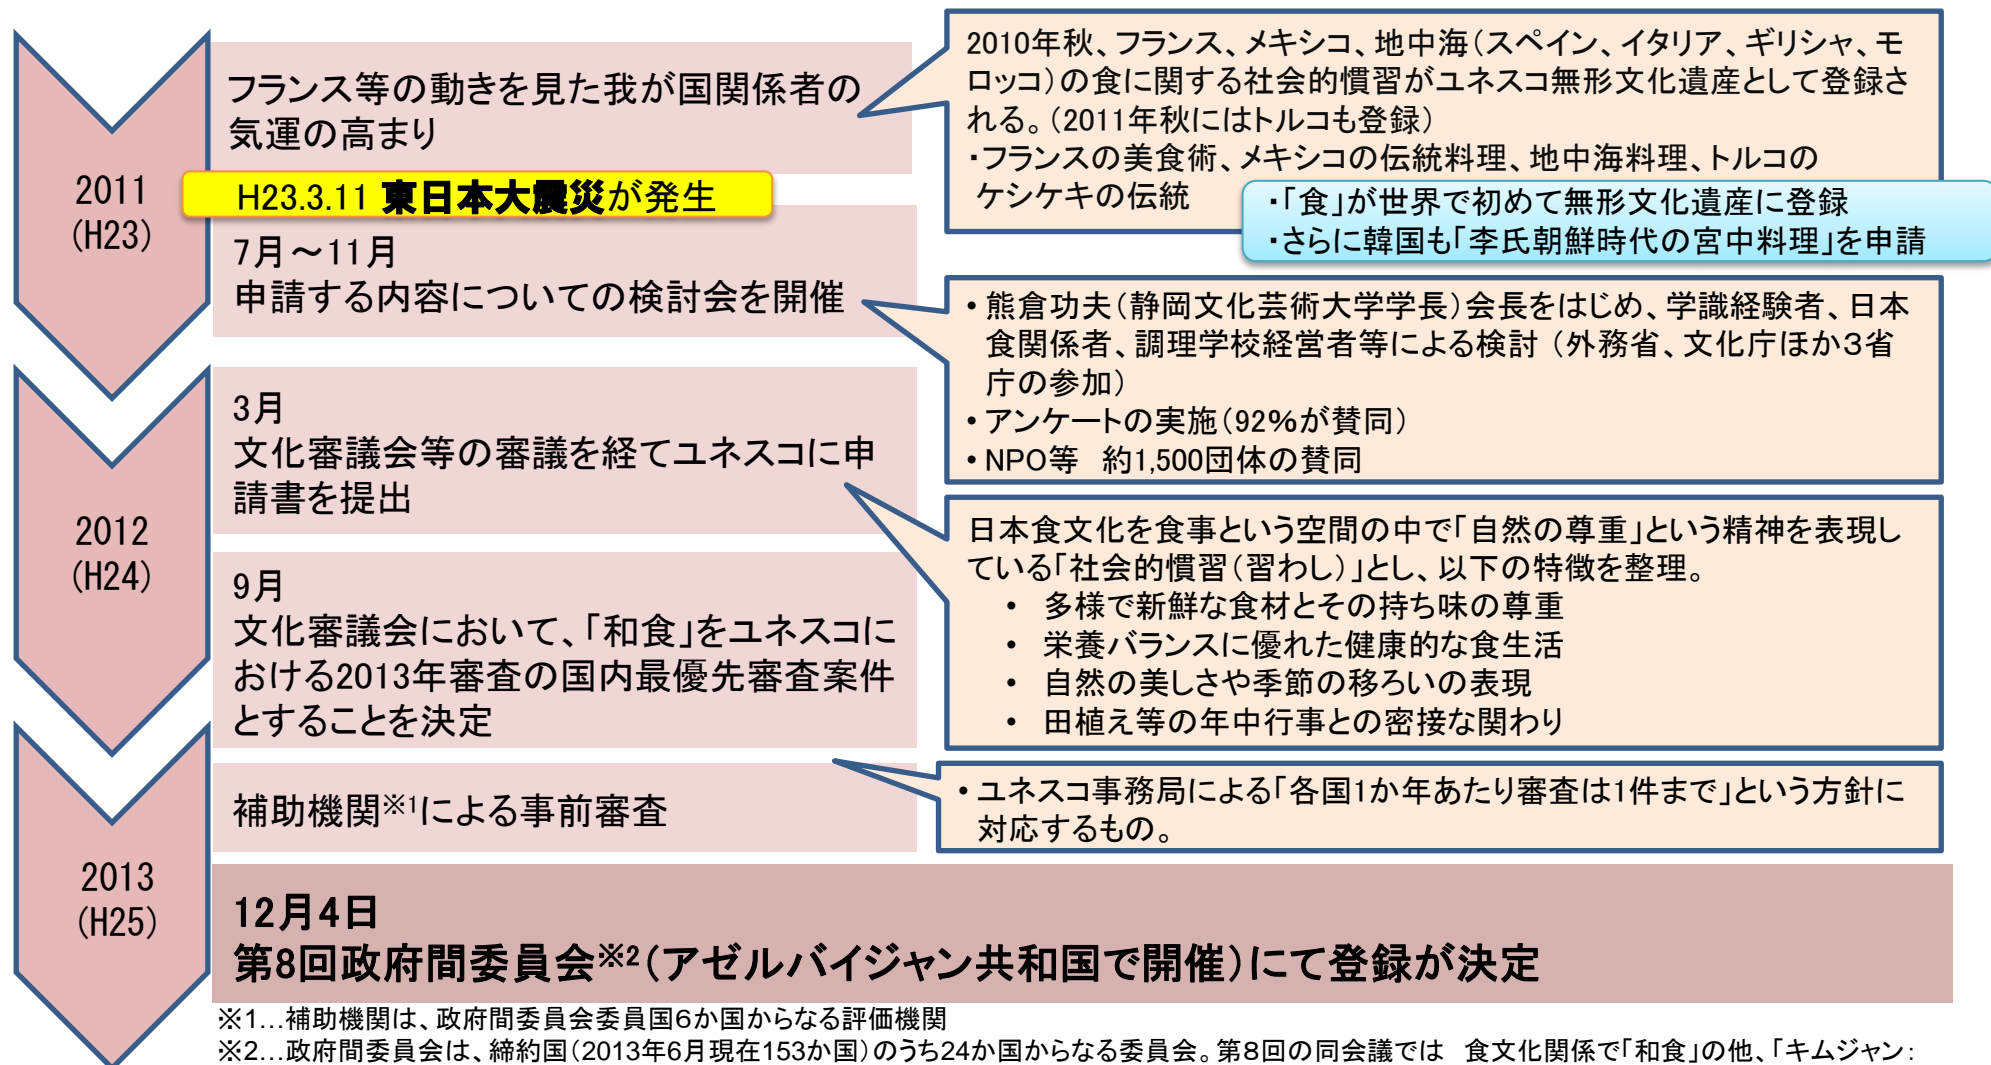 2011
(H23)
フランス等の動きを見た我が国関係者の
気運の高まり
2010年秋、フランス、メキシコ、地中海(スペイン、イタリア、ギリシャ、モ
ロッコ)の食に関する社会的慣習がユネスコ無形文化遺産として登録さ
れる。(2011年秋にはトルコも登録)
・フランスの美食術、メキシコの伝統料理、地中海料理、トルコの
ケシケキの伝統
・「食」が世界で初めて無形文化遺産に登録
・さらに韓国も「李氏朝鮮時代の宮中料理」を申請
H23.3.11 東日本大震災が発生
7月～11月
申請する内容についての検討会を開催
• 熊倉功夫(静岡文化芸術大学学長)会長をはじめ、学識経験者、日本
食関係者、調理学校経営者等による検討 (外務省、文化庁ほか3省
庁の参加)
• アンケートの実施(92%が賛同)
• NPO等　約1,500団体の賛同
2012
(H24)
3月
文化審議会等の審議を経てユネスコに申
請書を提出
日本食文化を食事という空間の中で「自然の尊重」という精神を表現し
ている「社会的慣習(習わし)」とし、以下の特徴を整理。
• 多様で新鮮な食材とその持ち味の尊重
• 栄養バランスに優れた健康的な食生活
• 自然の美しさや季節の移ろいの表現
• 田植え等の年中行事との密接な関わり
9月
文化審議会において、「和食」をユネスコに
おける2013年審査の国内最優先審査案件
とすることを決定
2013
(H25)
補助機関※1による事前審査
• ユネスコ事務局による「各国1か年あたり審査は1件まで」という方針に
対応するもの。
12月4日
第8回政府間委員会※2(アゼルバイジャン共和国で開催)にて登録が決定
※1…補助機関は、政府間委員会委員国6か国からなる評価機関
※2…政府間委員会は、締約国(2013年6月現在153か国)のうち24か国からなる委員会。第8回の同会議では　食文化関係で「和食」の他、「キムジャン: